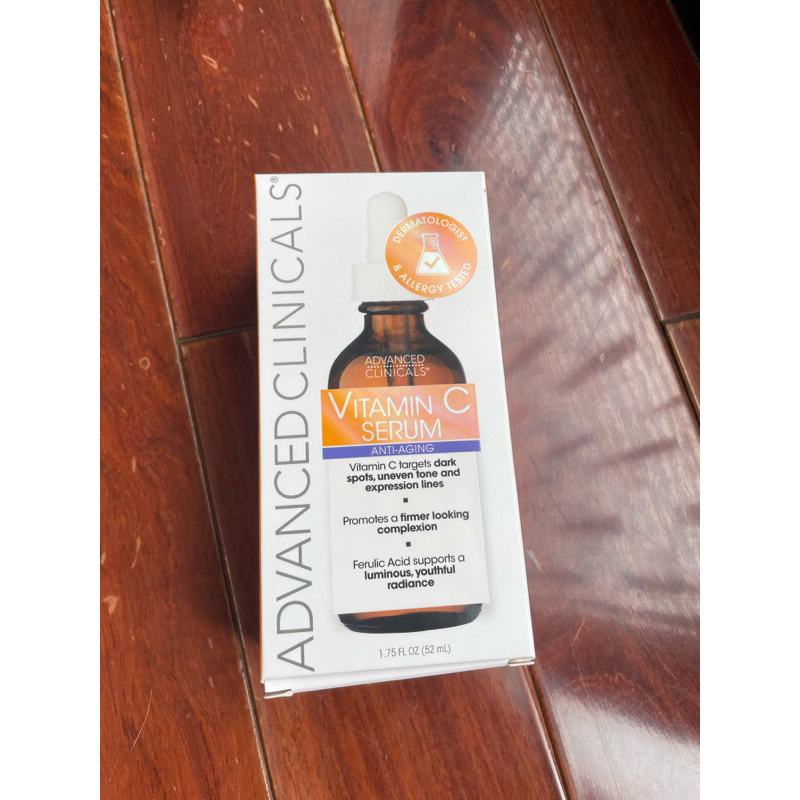 ADVANCED CLINICALS®
DERMATOLOGIST
& ALLERGY TESTED
ADVANCED
CLINICALS®
VITAMIN C
SERUM
ANTI-AGING
Vitamin C targets dark
spots, uneven tone and
expression lines
Promotes a firmer looking
complexion
Ferulic Acid supports a
luminous, youthful
radiance
1.75 FL OZ (52 mL)